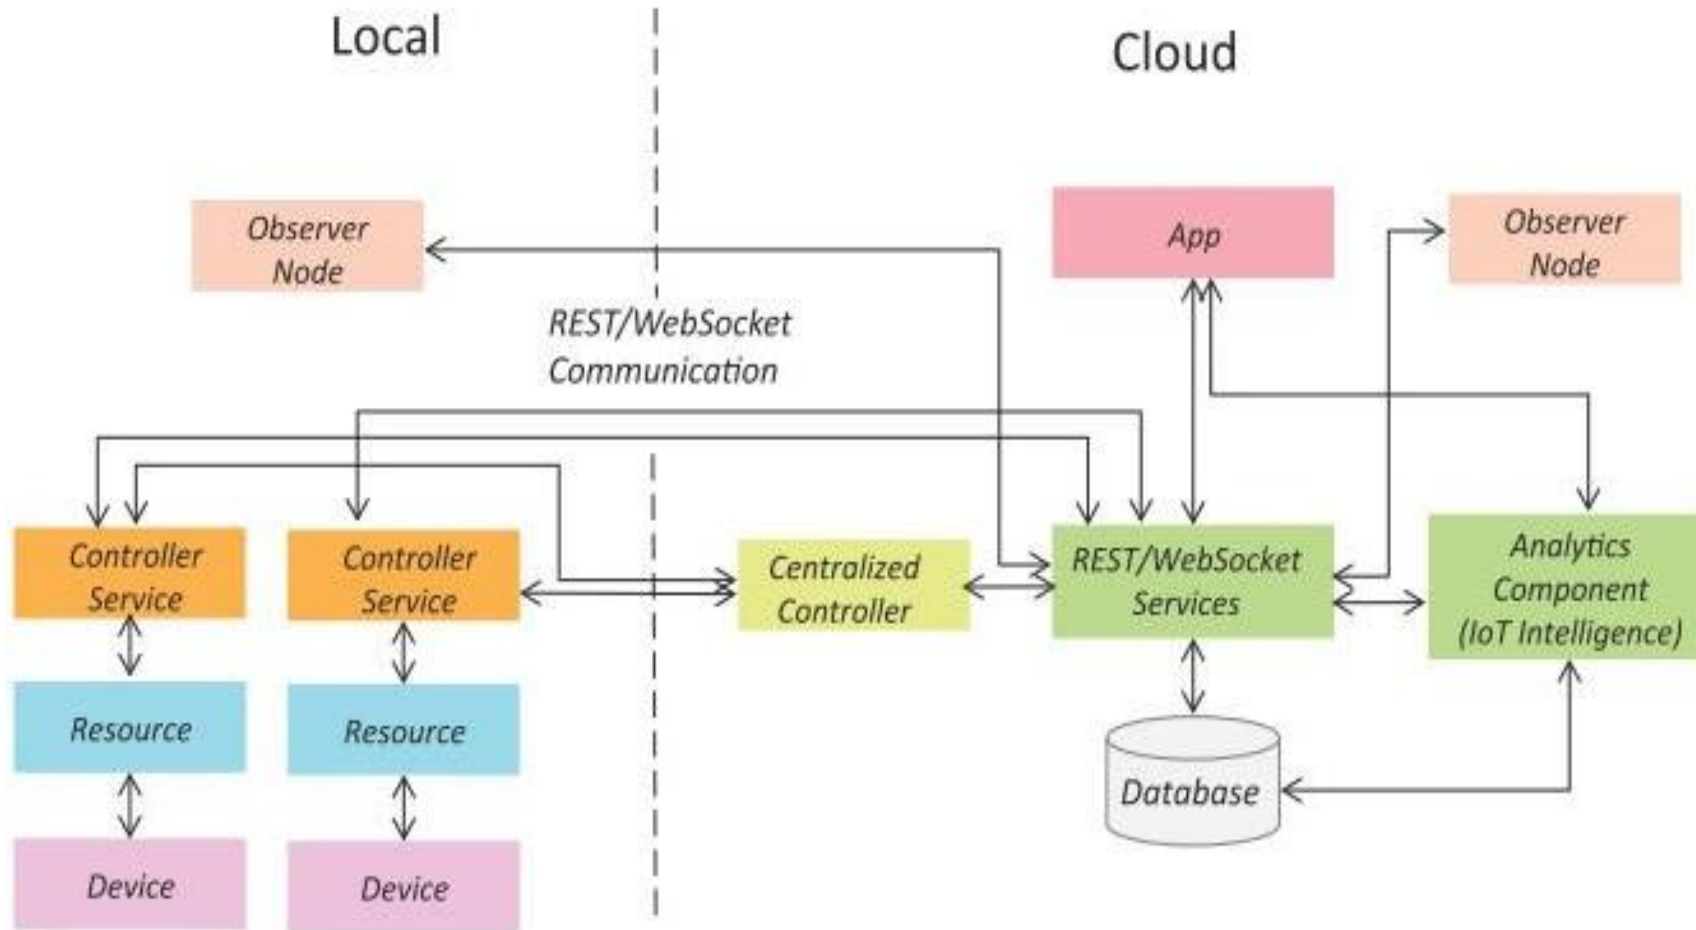 Local
Cloud
Observer
Node
App
Observer
Node
REST/WebSocket
Communication
Controller
Service
Controller
Service
Centralized
Controller
REST/WebSocket
Services
Analytics
Component
(IoT Intelligence)
Resource
Resource
Database
Device
Device